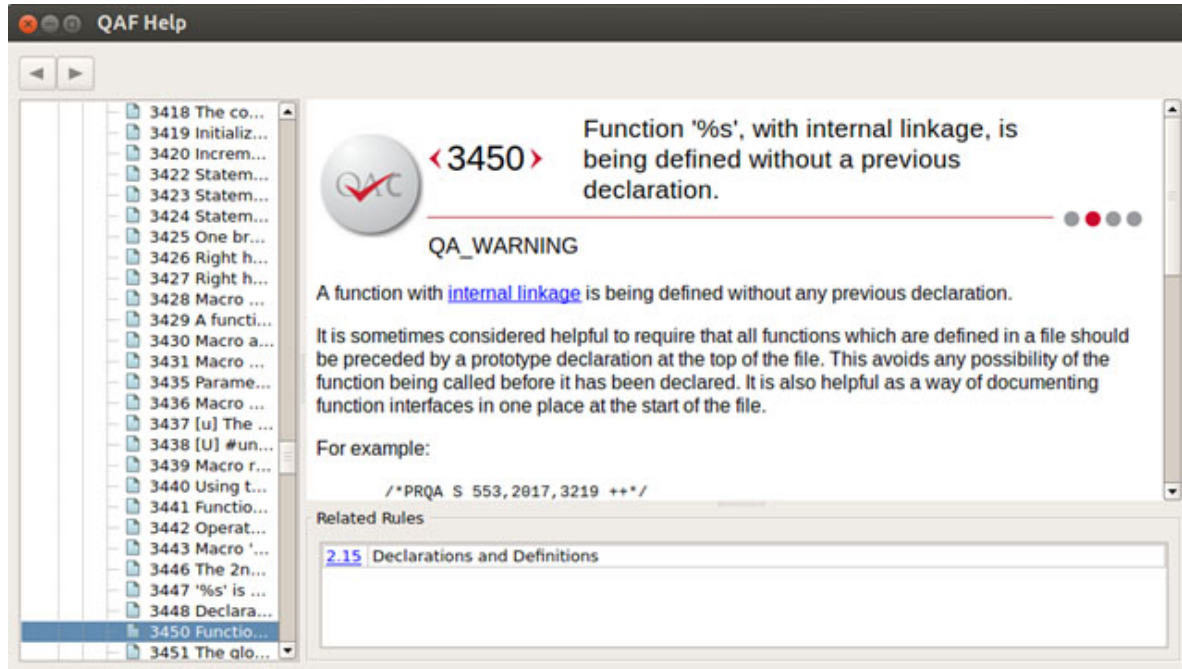 QAF Help
3418 The co...
3419 Initializ...
3420 Increm...
3422 Statem...
3423 Statem...
3424 Statem...
3425 One br...
3426 Right h...
3427 Right h...
3428 Macro ...
3429 A functi...
3430 Macro a...
3431 Macro ...
3435 Parame...
3436 Macro ...
3437 [u] The ...
3438 [U] #un...
3439 Macro r...
3440 Using t...
3441 Functio...
3442 Operat...
3443 Macro '...
3446 The 2n...
3447 '%s' is ...
3448 Declara...
3450 Functio...
3451 The glo...
QAC
<3450>
Function '%s', with internal linkage, is
being defined without a previous
declaration.
QA_WARNING
A function with internal linkage is being defined without any previous declaration.
It is sometimes considered helpful to require that all functions which are defined in a file should
be preceded by a prototype declaration at the top of the file. This avoids any possibility of the
function being called before it has been declared. It is also helpful as a way of documenting
function interfaces in one place at the start of the file.
For example:
/*PRQA S 553,2017,3219 ++*/
Related Rules
2.15 Declarations and Definitions